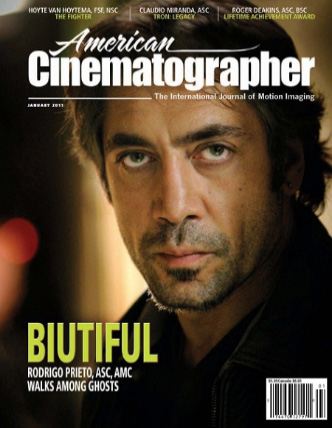 HOYTE VAN HOYTEMA, FSF, NSC
THE FIGHTER
CLAUDIO MIRANDA, ASC
TRON: LEGACY
ROGER DEAKINS, ASC, BSC
LIFETIME ACHIEVEMENT AWARD
American
Cinematographer
The International Journal of Motion Imaging
JANUARY 2011
BIUTIFUL
RODRIGO PRIETO, ASC, AMC
WALKS AMONG GHOSTS